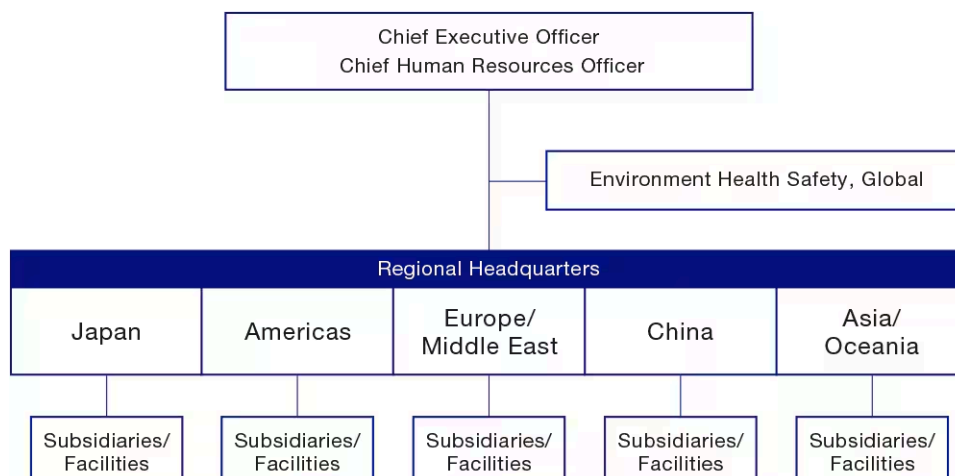 Chief Executive Officer
Chief Human Resources Officer
Environment Health Safety, Global
Regional Headquarters
Japan
Americas
Europe/
Middle East
China
Asia/
Oceania
Subsidiaries/
Facilities
Subsidiaries/
Facilities
Subsidiaries/
Facilities
Subsidiaries/
Facilities
Subsidiaries/
Facilities